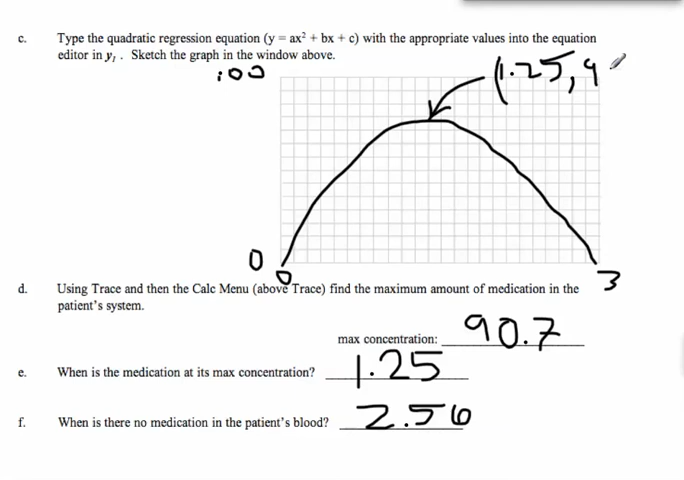 c. Type the quadratic regression equation (y = ax² + bx + c) with the appropriate values into the equation
editor in y₁ . Sketch the graph in the window above.
100
(1.25, 9
0
0
3
d. Using Trace and then the Calc Menu (above Trace) find the maximum amount of medication in the
patient's system.
max concentration: 90.7
e. When is the medication at its max concentration? 1.25
f. When is there no medication in the patient's blood? 2.56